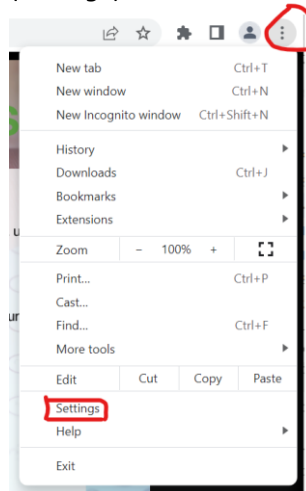 New tab Ctrl+T
New window Ctrl+N
New Incognito window Ctrl+Shift+N
History
Downloads Ctrl+J
Bookmarks
Extensions
Zoom - 100% +
Print... Ctrl+P
Cast...
Find... Ctrl+F
More tools
Edit Cut Copy Paste
Settings
Help
Exit